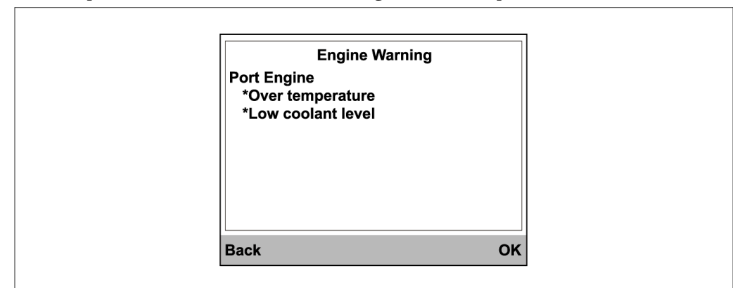 Engine Warning
Port Engine
*Over temperature
*Low coolant level
Back OK